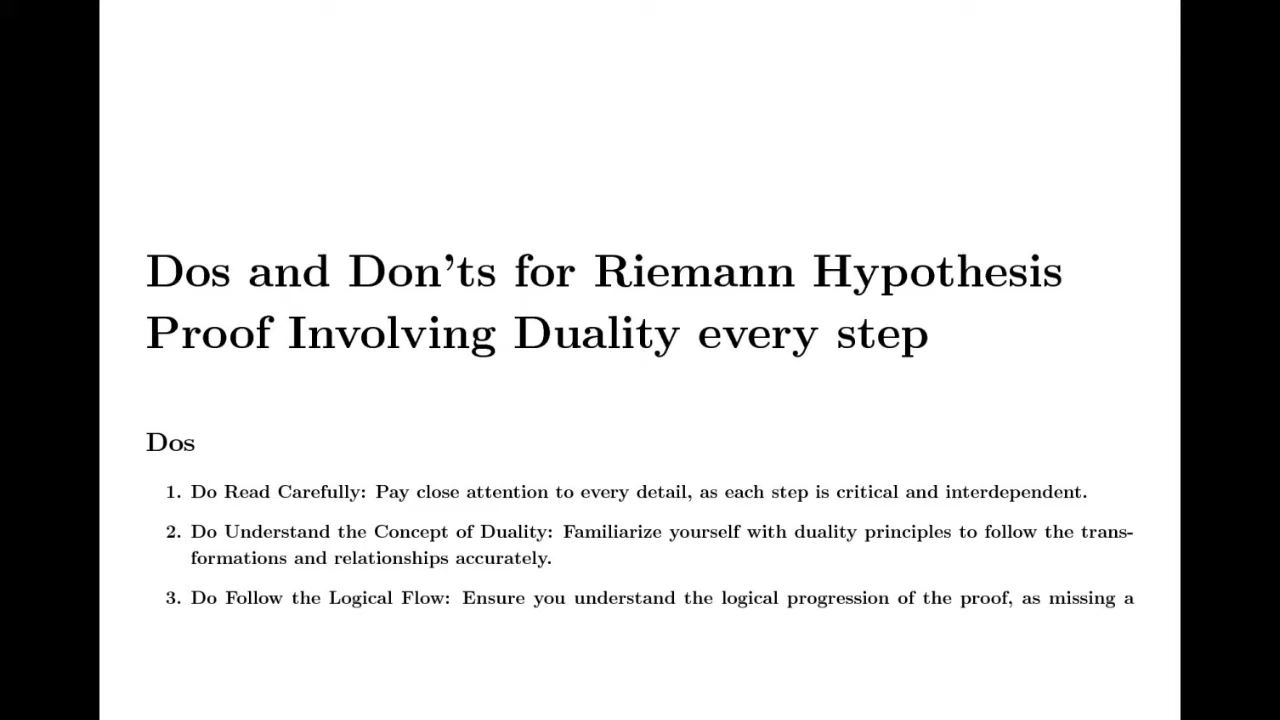 Dos and Don'ts for Riemann Hypothesis
Proof Involving Duality every step
Dos
1. Do Read Carefully: Pay close attention to every detail, as each step is critical and interdependent.
2. Do Understand the Concept of Duality: Familiarize yourself with duality principles to follow the trans-
formations and relationships accurately.
3. Do Follow the Logical Flow: Ensure you understand the logical progression of the proof, as missing a